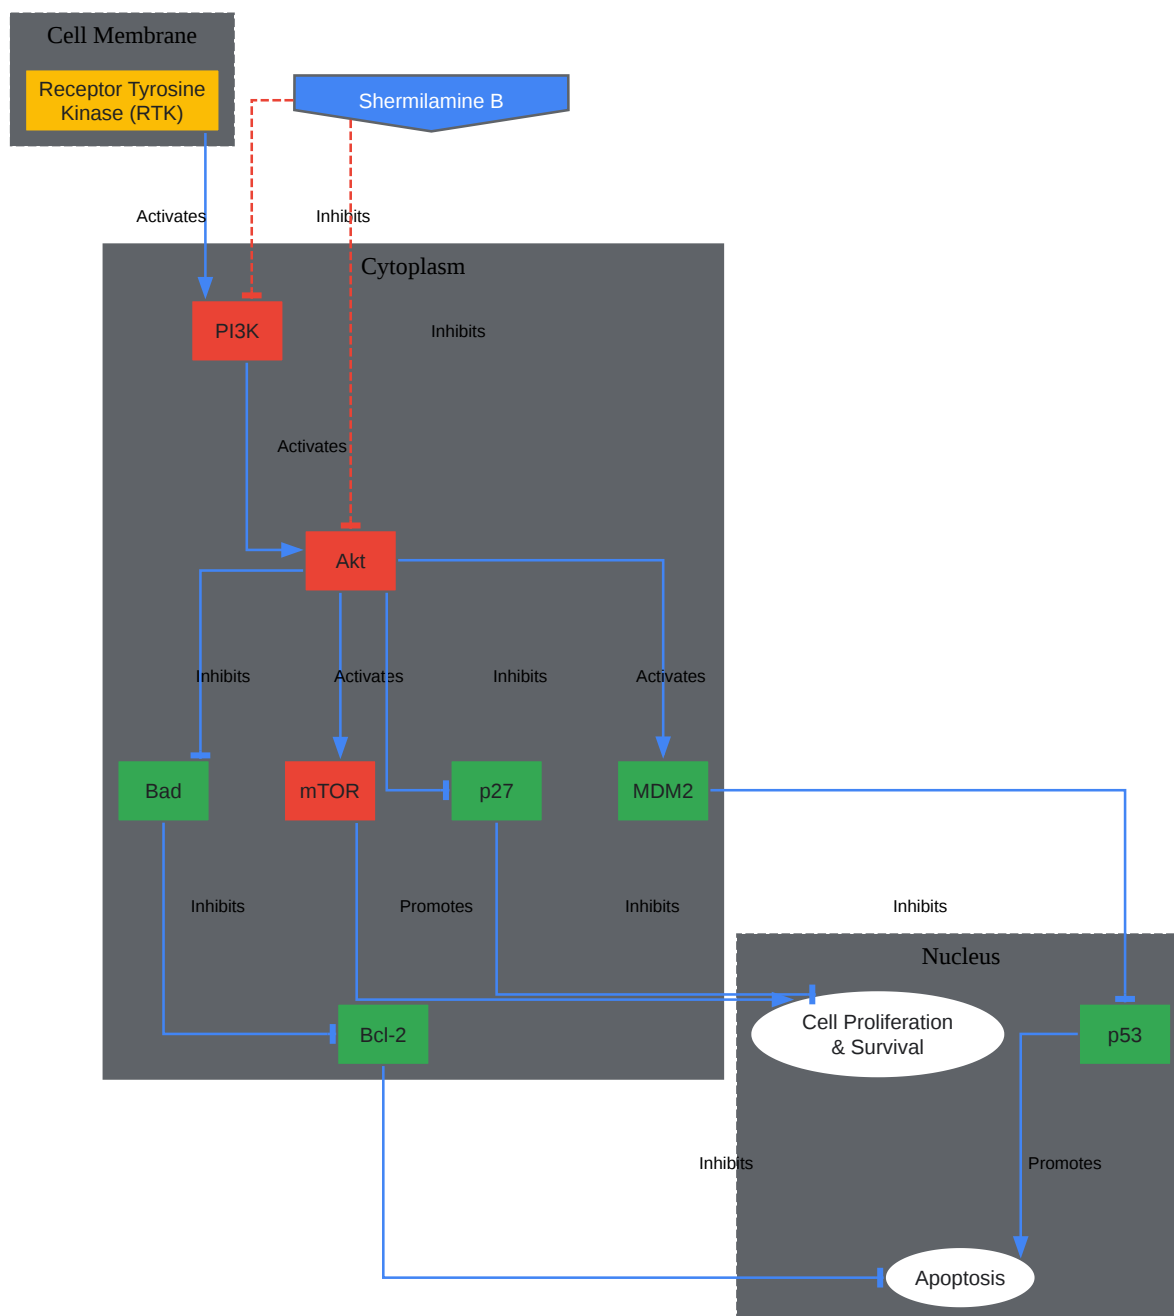 Cell Membrane
Receptor Tyrosine
Kinase (RTK)
Shermilamine B
Activates
Inhibits
Cytoplasm
PI3K
Inhibits
Activates
Akt
Inhibits
Activates
Inhibits
Activates
Bad
mTOR
p27
MDM2
Inhibits
Promotes
Inhibits
Inhibits
Nucleus
Cell Proliferation
& Survival
Bcl-2
p53
Inhibits
Promotes
Apoptosis